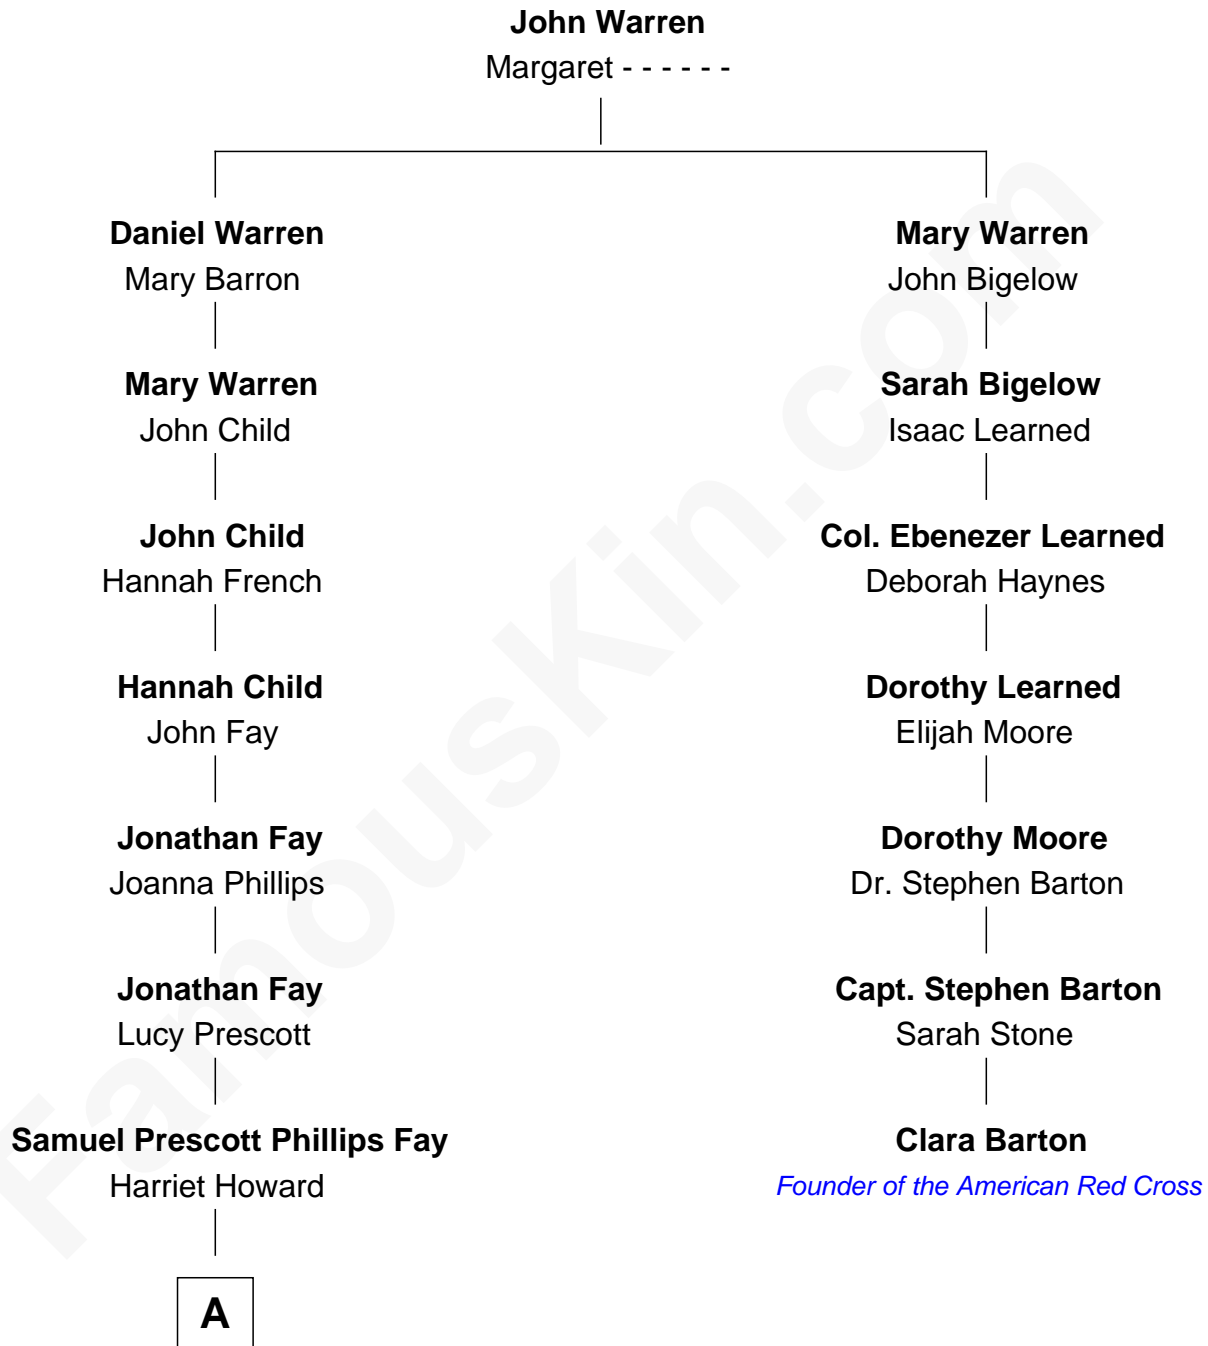 John Warren
Margaret - - - - - -
Daniel Warren
Mary Barron
Mary Warren
John Bigelow
Mary Warren
John Child
Sarah Bigelow
Isaac Learned
John Child
Hannah French
Col. Ebenezer Learned
Deborah Haynes
Hannah Child
John Fay
Dorothy Learned
Elijah Moore
Jonathan Fay
Joanna Phillips
Dorothy Moore
Dr. Stephen Barton
Jonathan Fay
Lucy Prescott
Capt. Stephen Barton
Sarah Stone
Samuel Prescott Phillips Fay
Harriet Howard
Clara Barton
Founder of the American Red Cross
A
FamousKin.com